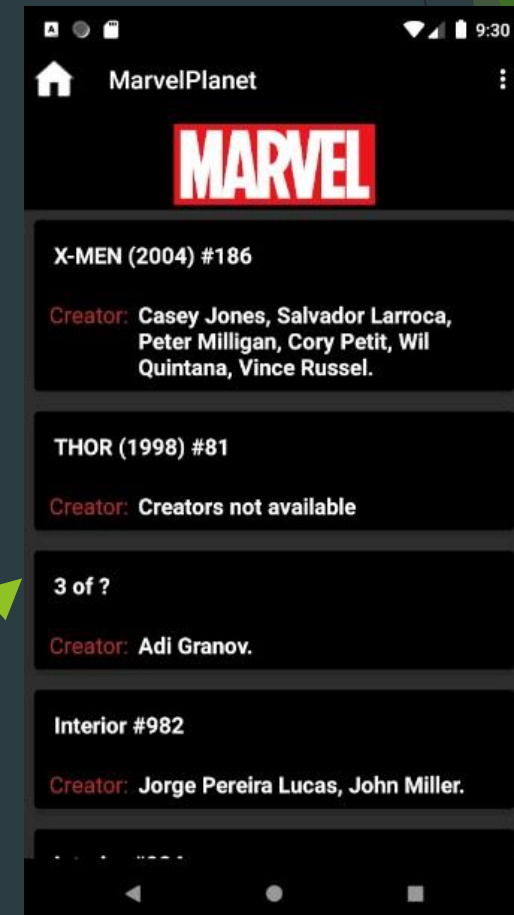 9:30
MarvelPlanet
MARVEL
X-MEN (2004) #186
Creator: Casey Jones, Salvador Larroca,
Peter Milligan, Cory Petit, Wil
Quintana, Vince Russel.
THOR (1998) #81
Creator: Creators not available
3 of ?
Creator: Adi Granov.
Interior #982
Creator: Jorge Pereira Lucas, John Miller.